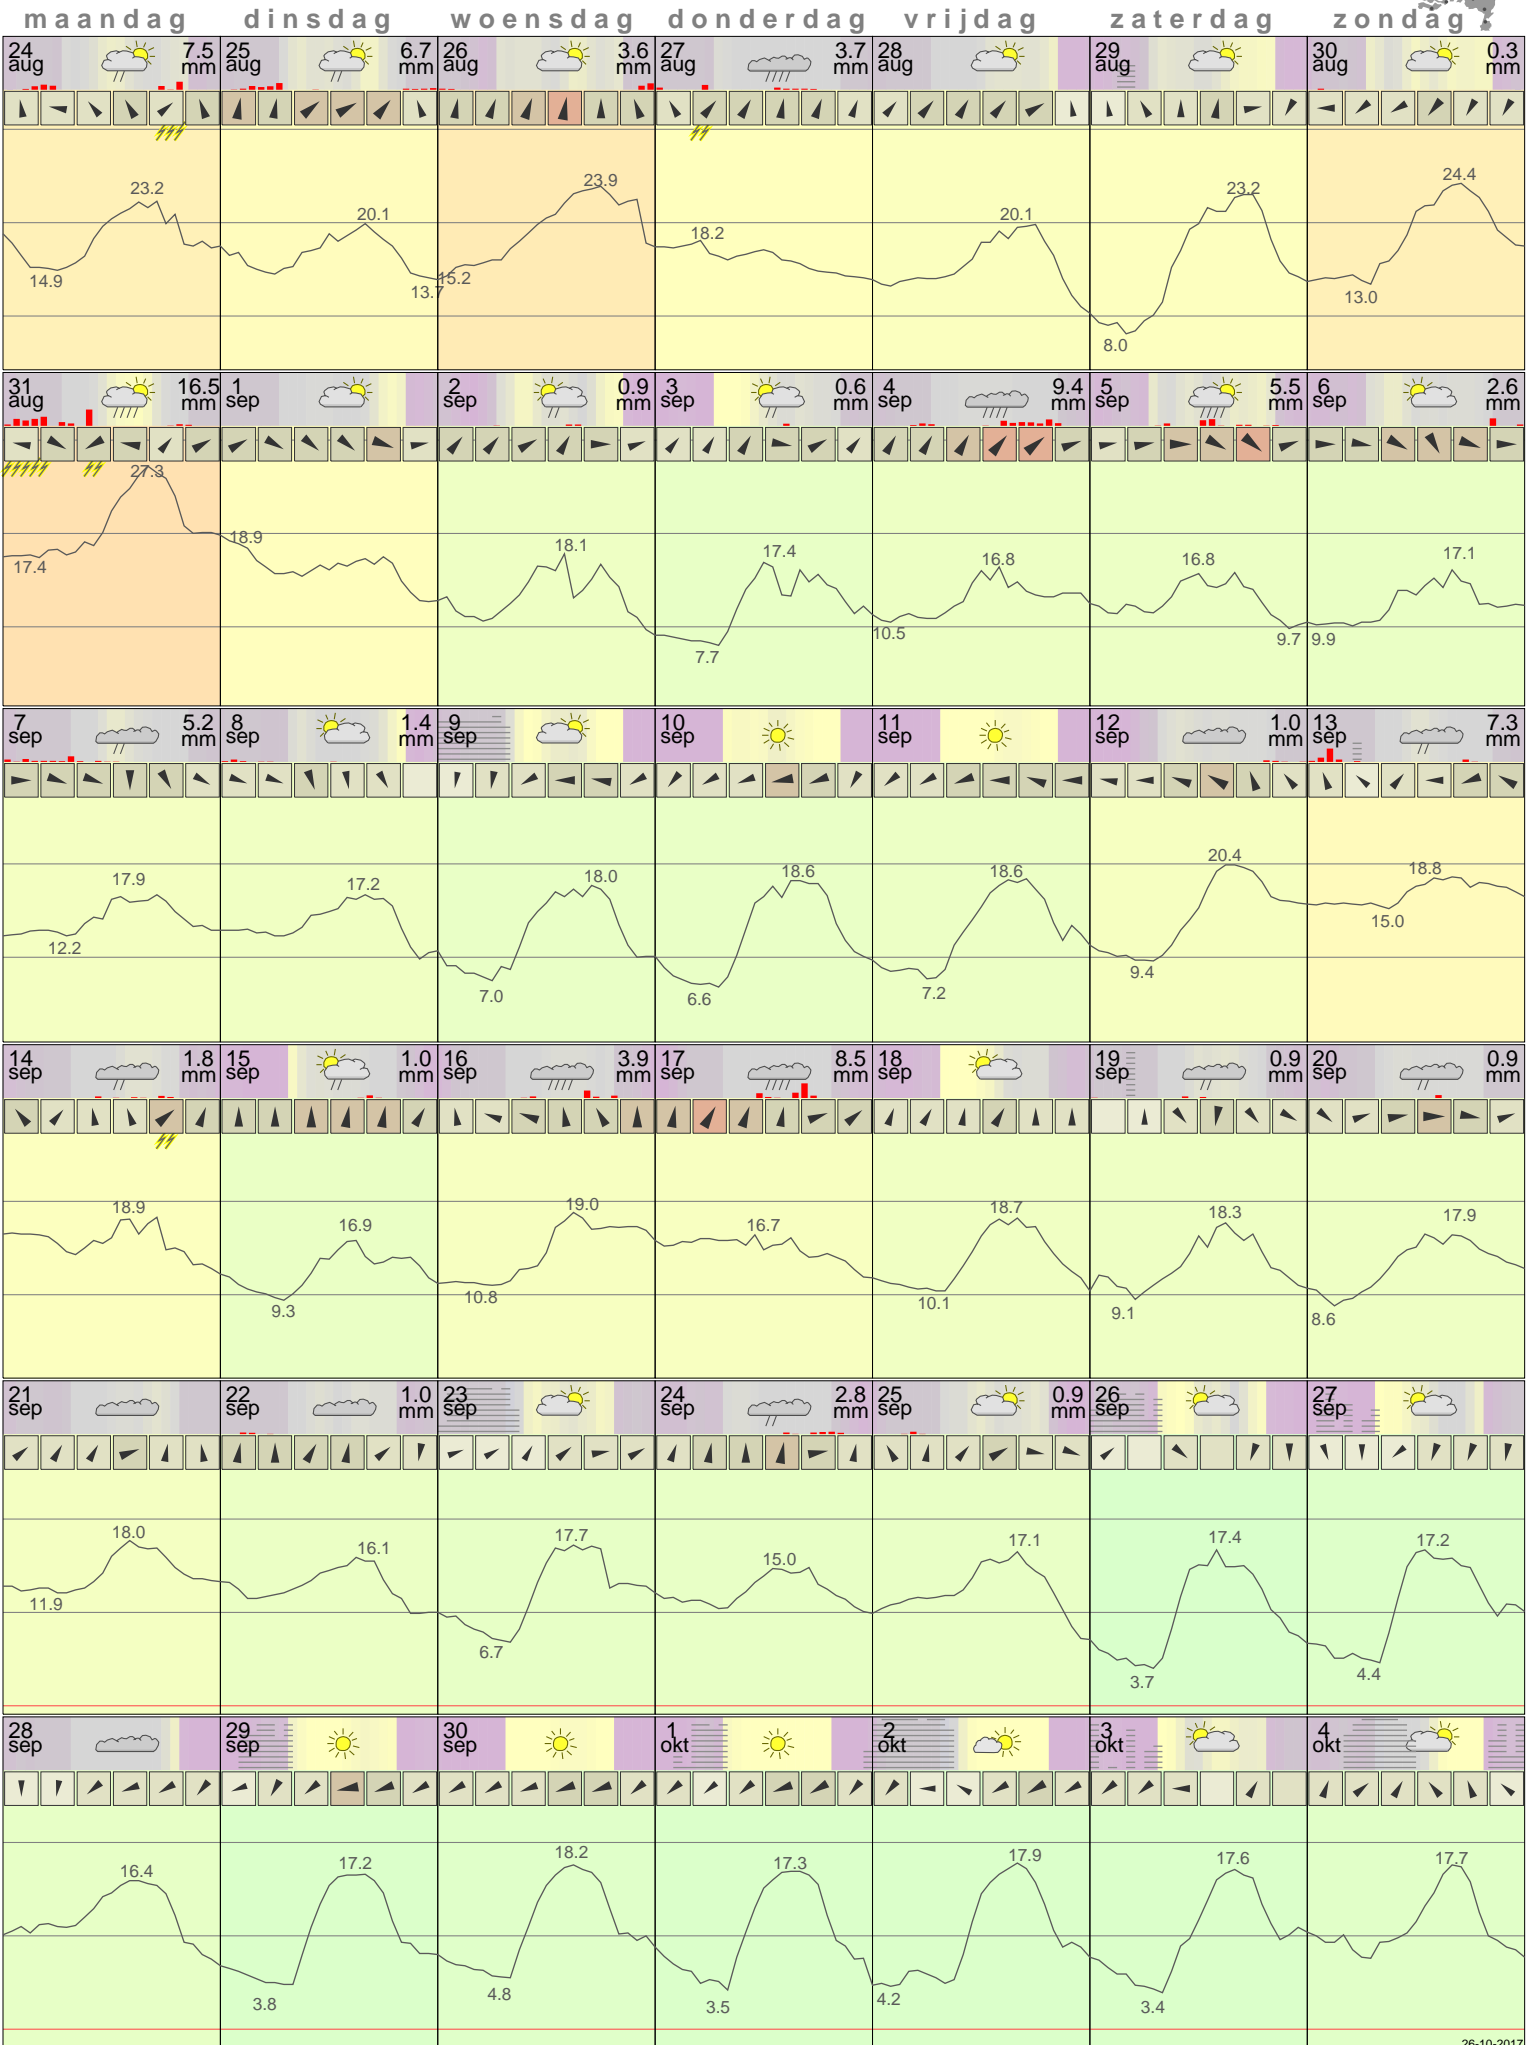 maandag dinsdag woensdag donderdag vrijdag zaterdag zondag
24 7.5 25 6.7 26 3.6 27 3.7 28 29 30 0.3
aug mm aug mm aug mm aug mm aug aug aug mm
23.2 20.1 23.9 18.2 20.1 23.2 24.4
14.9 13.7 15.2 8.0 13.0
31 16.5 1 2 0.9 3 0.6 4 9.4 5 5.5 6 2.6
aug mm sep sep mm sep mm sep mm sep mm sep mm
27.3 18.9 18.1 17.4 16.8 16.8 17.1
17.4 7.7 10.5 9.7 9.9
7 5.2 8 1.4 9 10 11 12 1.0 13 7.3
sep mm sep mm sep sep sep sep mm sep mm
17.9 17.2 18.0 18.6 18.6 20.4 18.8
12.2 7.0 6.6 7.2 9.4 15.0
14 1.8 15 1.0 16 3.9 17 8.5 18 19 0.9 20 0.9
sep mm sep mm sep mm sep mm sep sep mm sep mm
18.9 16.9 19.0 16.7 18.7 18.3 17.9
9.3 10.8 10.1 9.1 8.6
21 22 1.0 23 24 2.8 25 0.9 26 27
sep sep mm sep sep mm sep mm sep sep
18.0 16.1 17.7 15.0 17.1 17.4 17.2
11.9 6.7 3.7 4.4
28 29 30 1 2 3 4
sep sep sep okt okt okt okt
16.4 17.2 18.2 17.3 17.9 17.6 17.7
3.8 4.8 3.5 4.2 3.4
26-10-2017